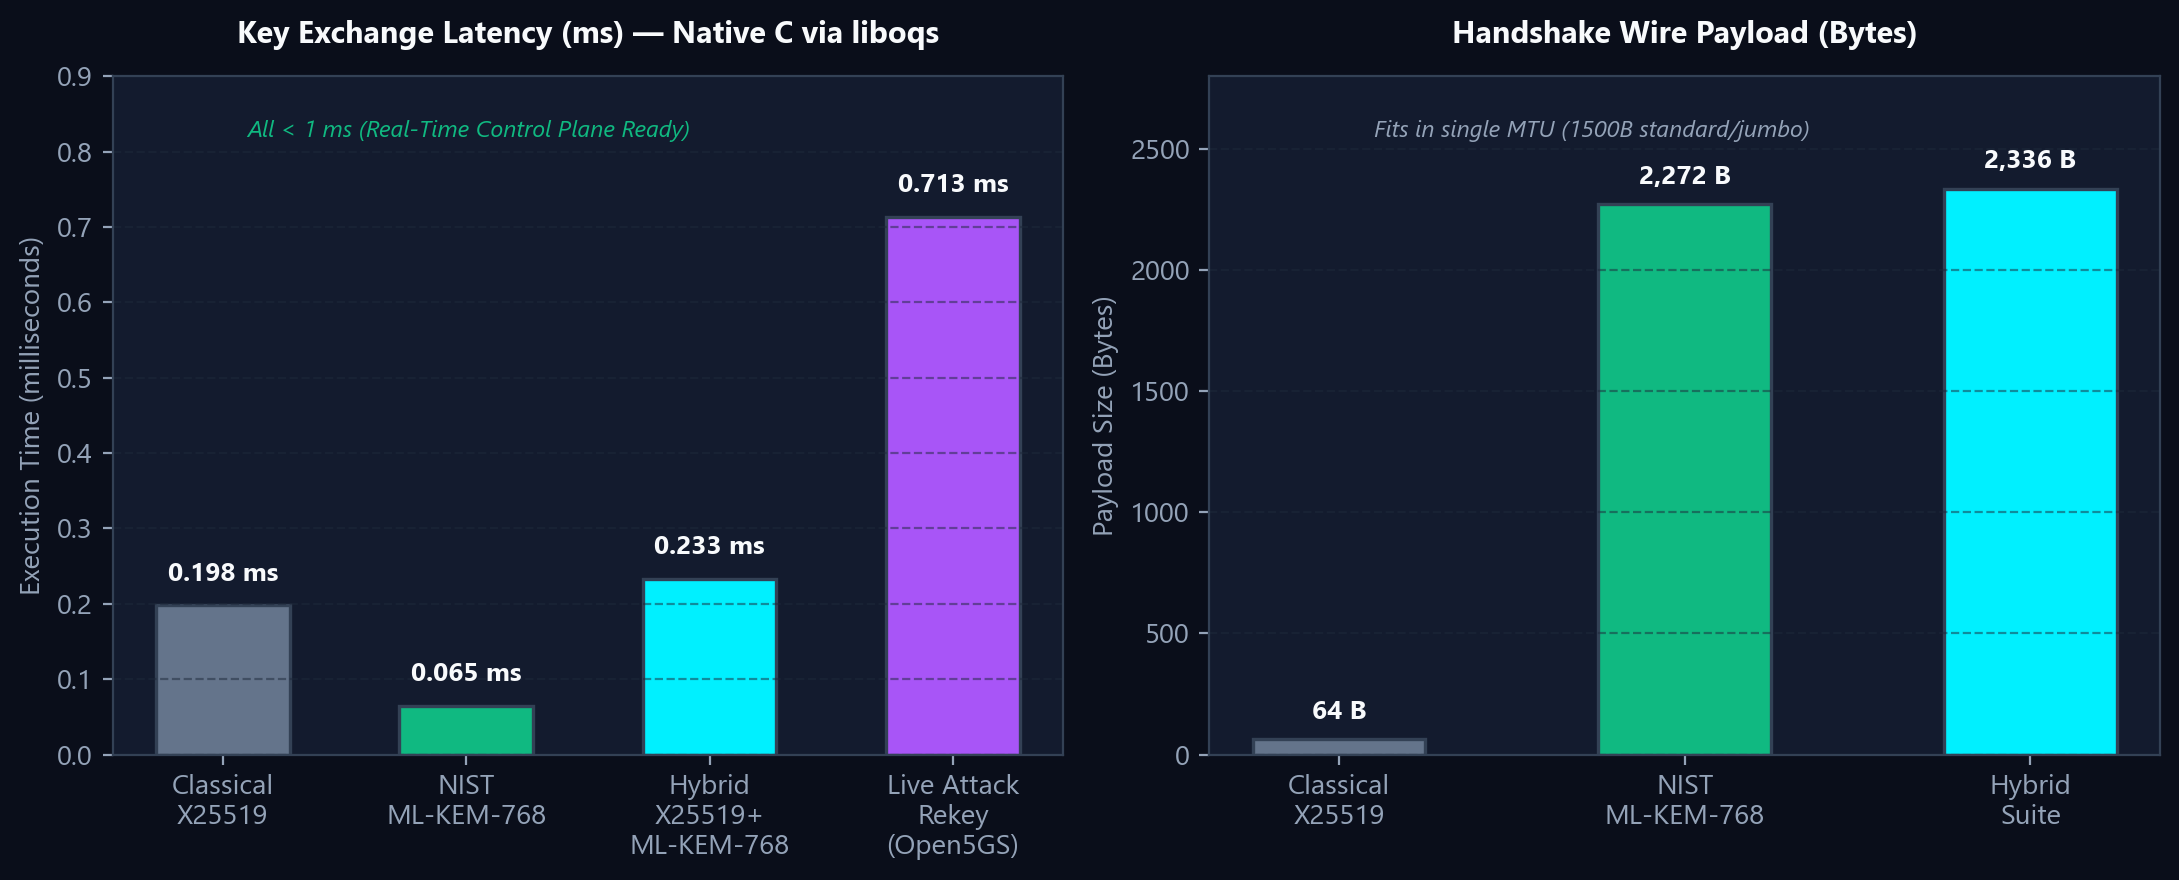 Key Exchange Latency (ms) — Native C via liboqs
Execution Time (milliseconds)
0.9
0.8
0.7
0.6
0.5
0.4
0.3
0.2
0.1
0.0
All < 1 ms (Real-Time Control Plane Ready)
0.198 ms
0.065 ms
0.233 ms
0.713 ms
Classical
X25519
NIST
ML-KEM-768
Hybrid
X25519+
ML-KEM-768
Live Attack
Rekey
(Open5GS)
Handshake Wire Payload (Bytes)
Payload Size (Bytes)
2500
2000
1500
1000
500
0
Fits in single MTU (1500B standard/jumbo)
64 B
2,272 B
2,336 B
Classical
X25519
NIST
ML-KEM-768
Hybrid
Suite